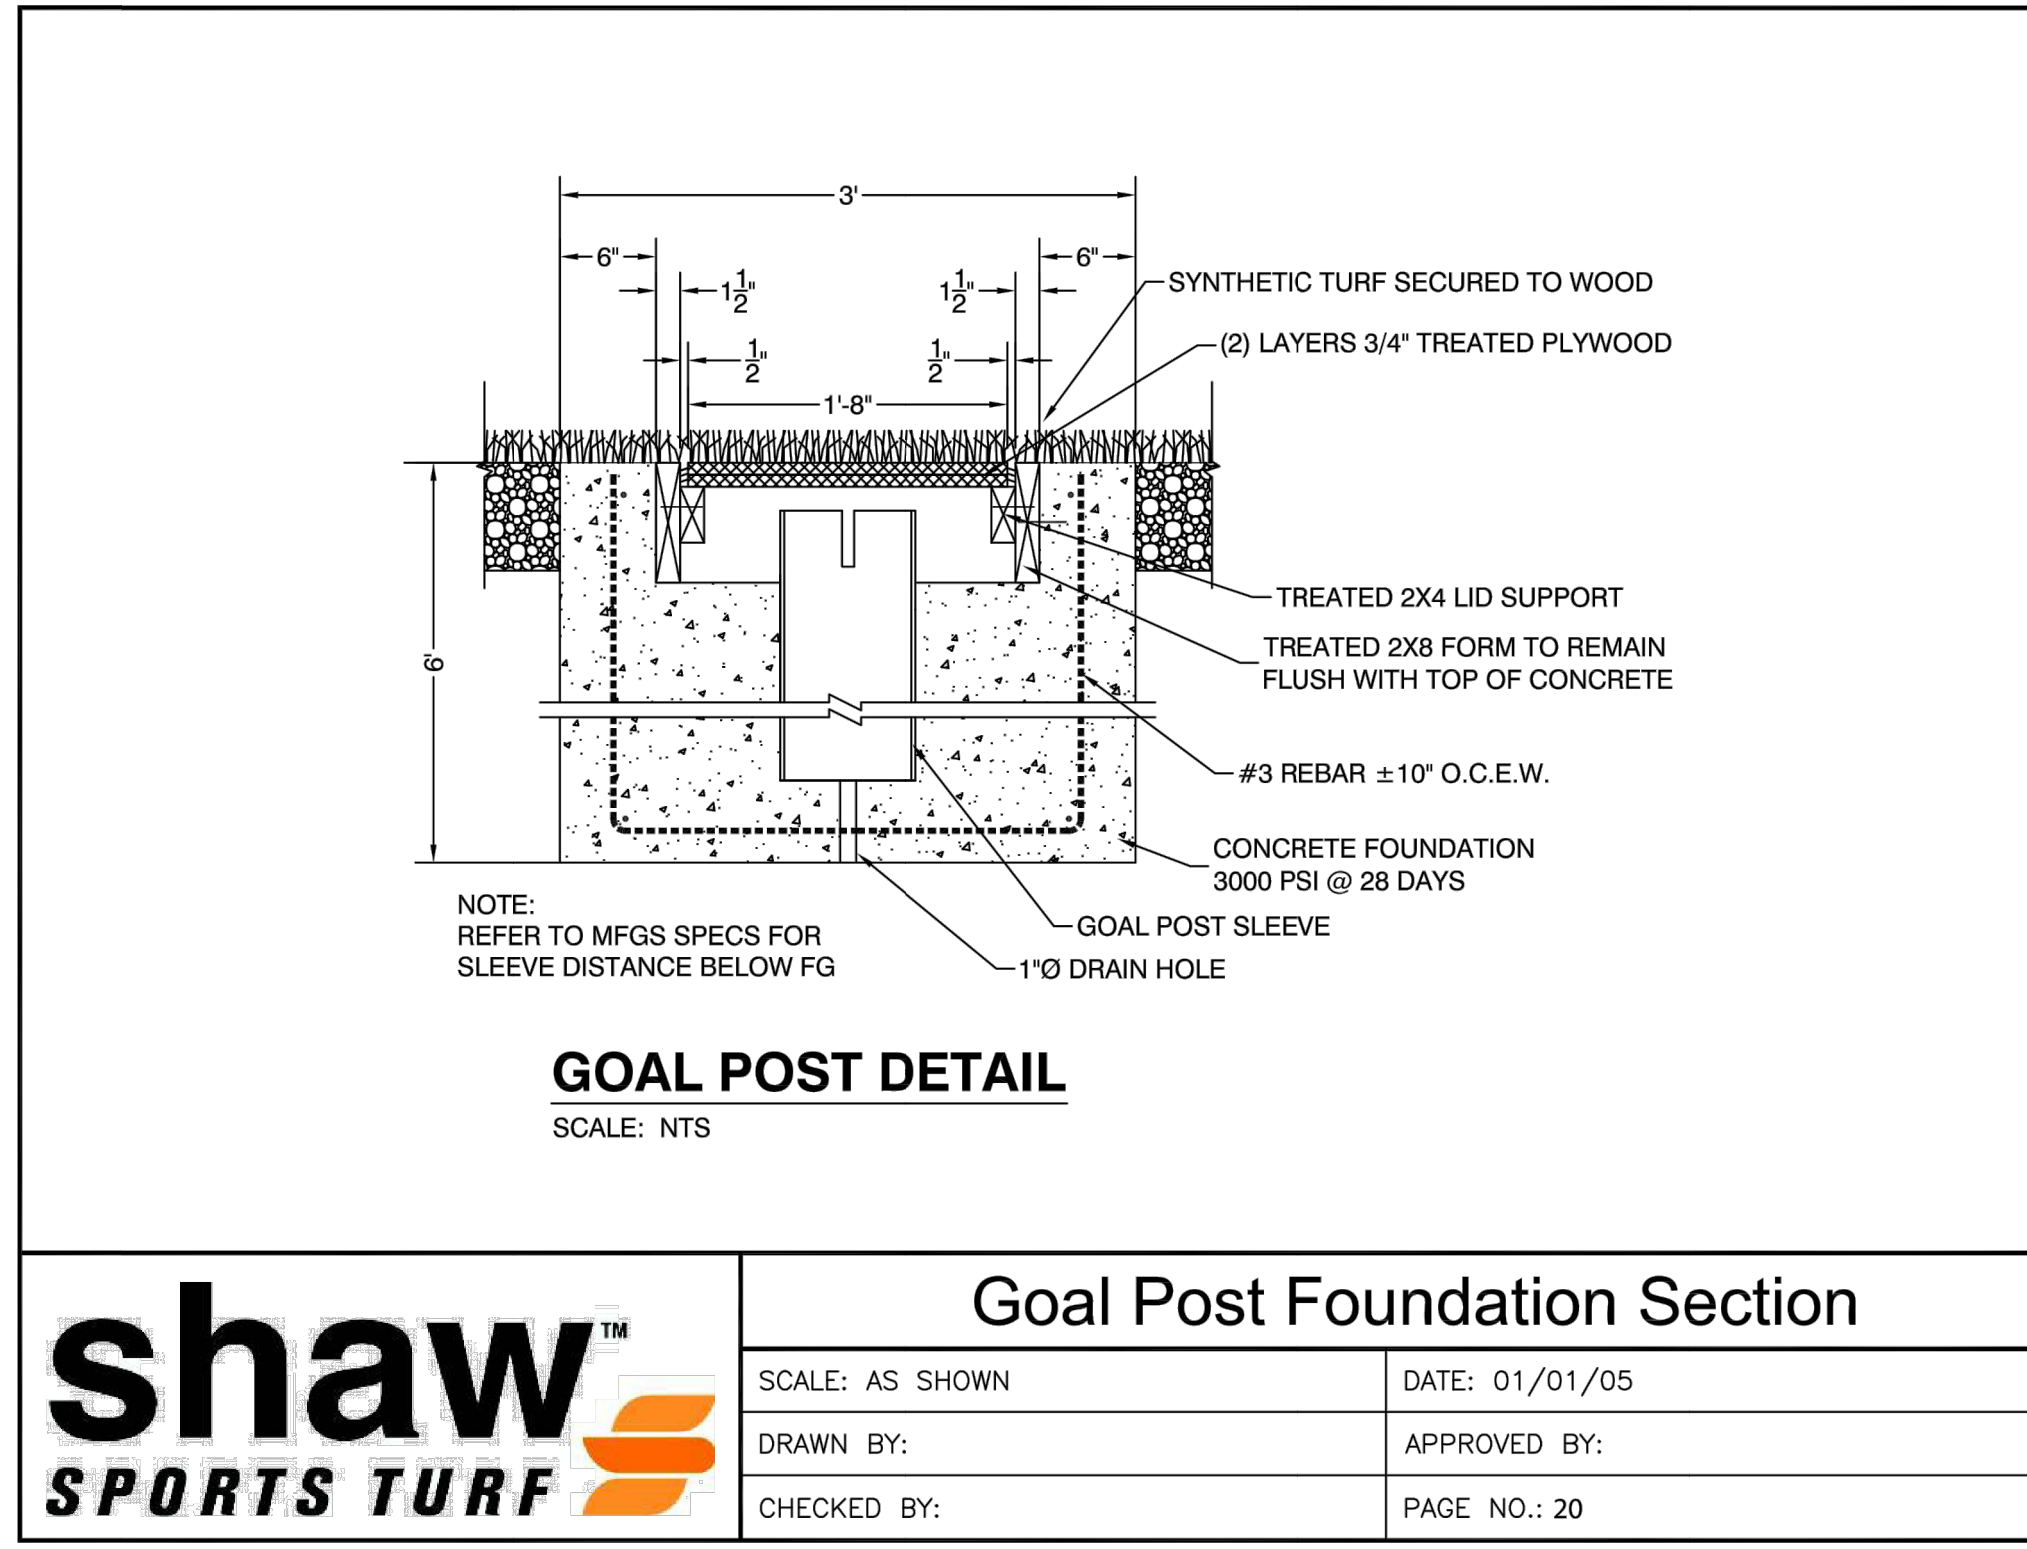 3'
6"
6"
1 1/2"
1 1/2"
SYNTHETIC TURF SECURED TO WOOD
(2) LAYERS 3/4" TREATED PLYWOOD
1/2"
1/2"
1'-8"
6'
TREATED 2X4 LID SUPPORT
TREATED 2X8 FORM TO REMAIN
FLUSH WITH TOP OF CONCRETE
#3 REBAR ±10" O.C.E.W.
CONCRETE FOUNDATION
3000 PSI @ 28 DAYS
GOAL POST SLEEVE
1"Ø DRAIN HOLE
NOTE:
REFER TO MFGS SPECS FOR
SLEEVE DISTANCE BELOW FG
GOAL POST DETAIL
SCALE: NTS
shaw™
SPORTS TURF
Goal Post Foundation Section
SCALE: AS SHOWN
DATE: 01/01/05
DRAWN BY:
APPROVED BY:
CHECKED BY:
PAGE NO.: 20